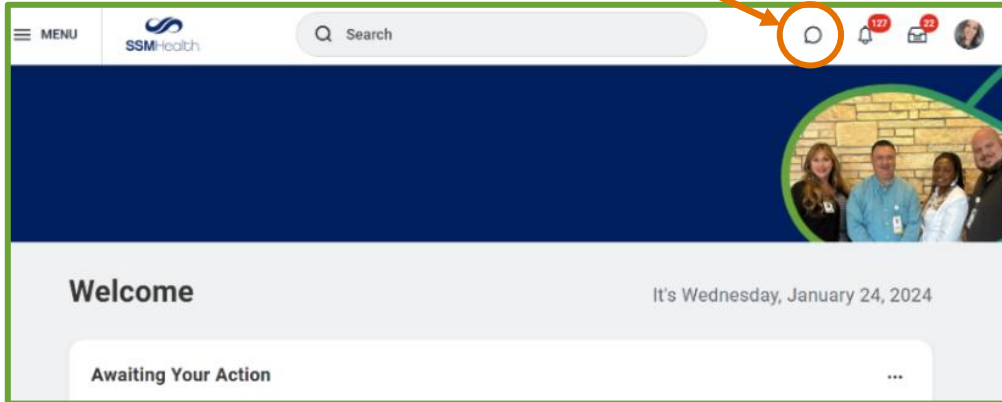 MENU
SSMHealth
Search
127
22
Welcome
It's Wednesday, January 24, 2024
Awaiting Your Action